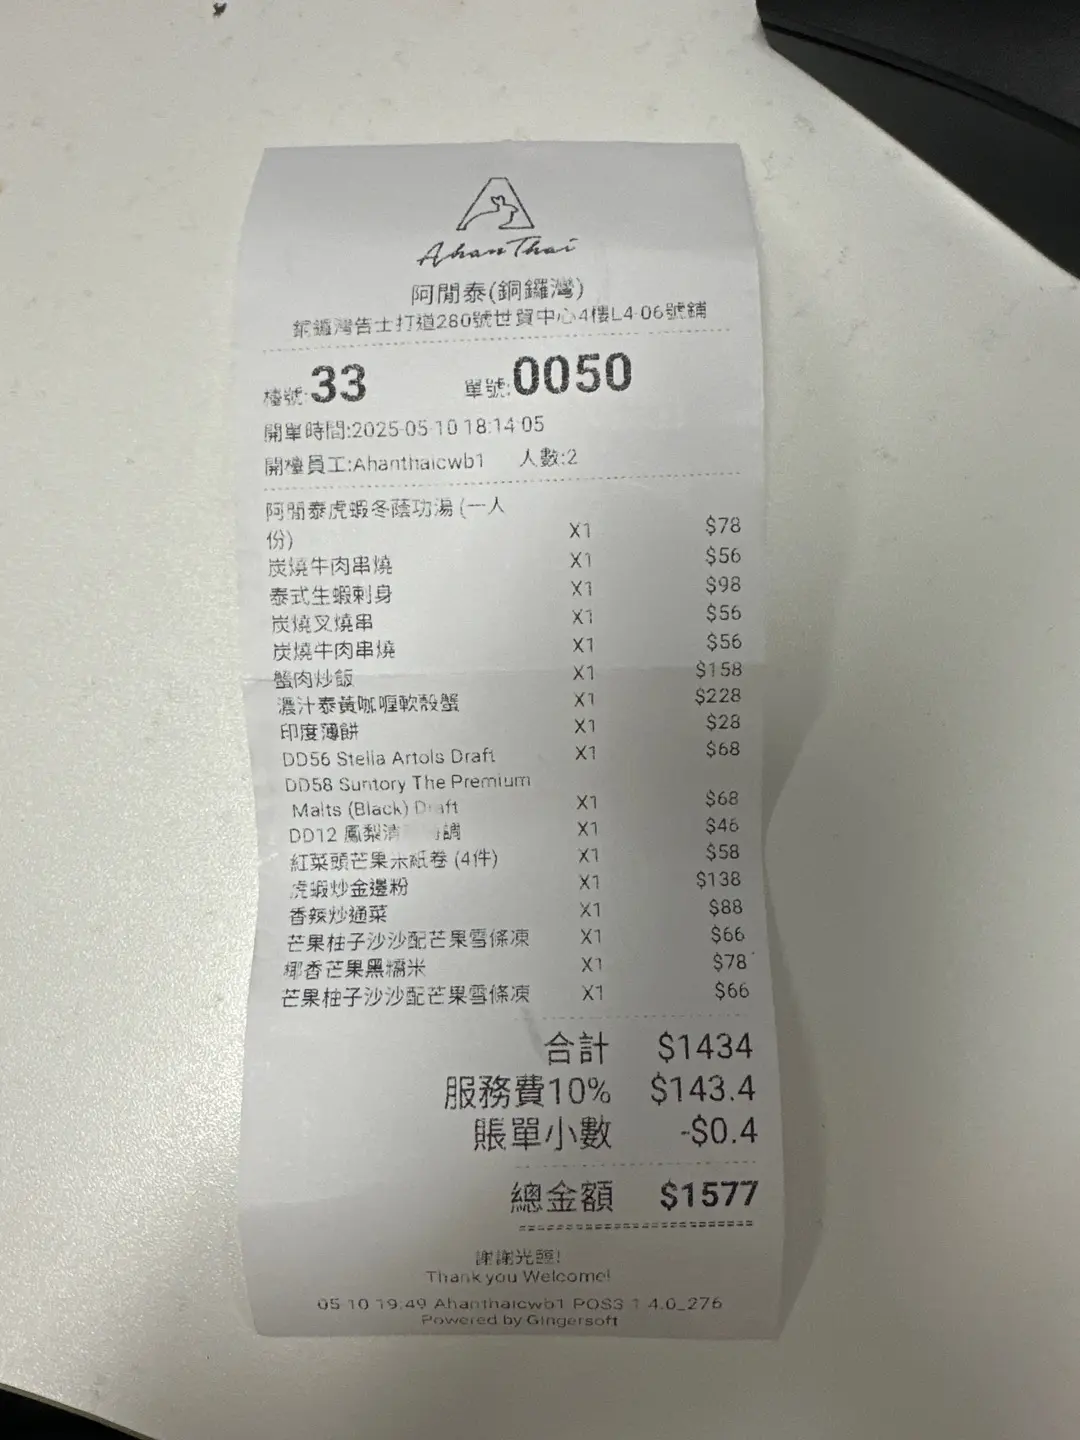 Ahan Thai
阿閒泰(銅鑼灣)
銅鑼灣告士打道280號世貿中心4樓L4-06號鋪
檯號:33 單號:0050
開單時間:2025-05-10 18:14:05
開檯員工:Ahanthaicwb1 人數:2
阿閒泰虎蝦冬蔭功湯 (一人
份) X1 $78
炭燒牛肉串燒 X1 $56
泰式生蝦刺身 X1 $98
炭燒叉燒串 X1 $56
炭燒牛肉串燒 X1 $56
蟹肉炒飯 X1 $158
濃汁泰黃咖喱軟殼蟹 X1 $228
印度薄餅 X1 $28
DD56 Stella Artois Draft X1 $68
DD58 Suntory The Premium
Malts (Black) Draft X1 $68
DD12 鳳梨清 調 X1 $46
紅菜頭芒果米紙卷 (4件) X1 $58
虎蝦炒金邊粉 X1 $138
香辣炒通菜 X1 $88
芒果柚子沙沙配芒果雪條凍 X1 $66
椰香芒果黑糯米 X1 $78
芒果柚子沙沙配芒果雪條凍 X1 $66
合計 $1434
服務費10% $143.4
賬單小數 -$0.4
總金額 $1577
謝謝光臨!
Thank you Welcome!
05-10 19:49 Ahanthaicwb1 POS3 1.4.0_276
Powered by Gingersoft